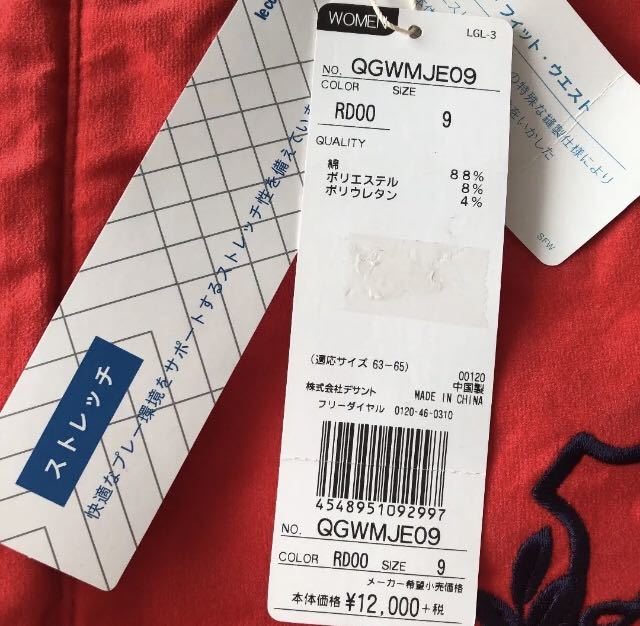 WOMEN
LGL-3
NO. QGWMJE09
COLOR SIZE
RD00 9
QUALITY
綿 88%
ポリエステル 8%
ポリウレタン 4%
(適応サイズ 63-65)
00120
中国製
株式会社デサント MADE IN CHINA
フリーダイヤル 0120-46-0310
4548951092997
NO. QGWMJE09
COLOR RD00 SIZE 9
メーカー希望小売価格
本体価格 ¥12,000+税
ストレッチ
快適なプレー環境をサポートするストレッチ性を備えてい
le co
フィット・ウエスト
の特殊な縫製仕様により
をいかした
SFW